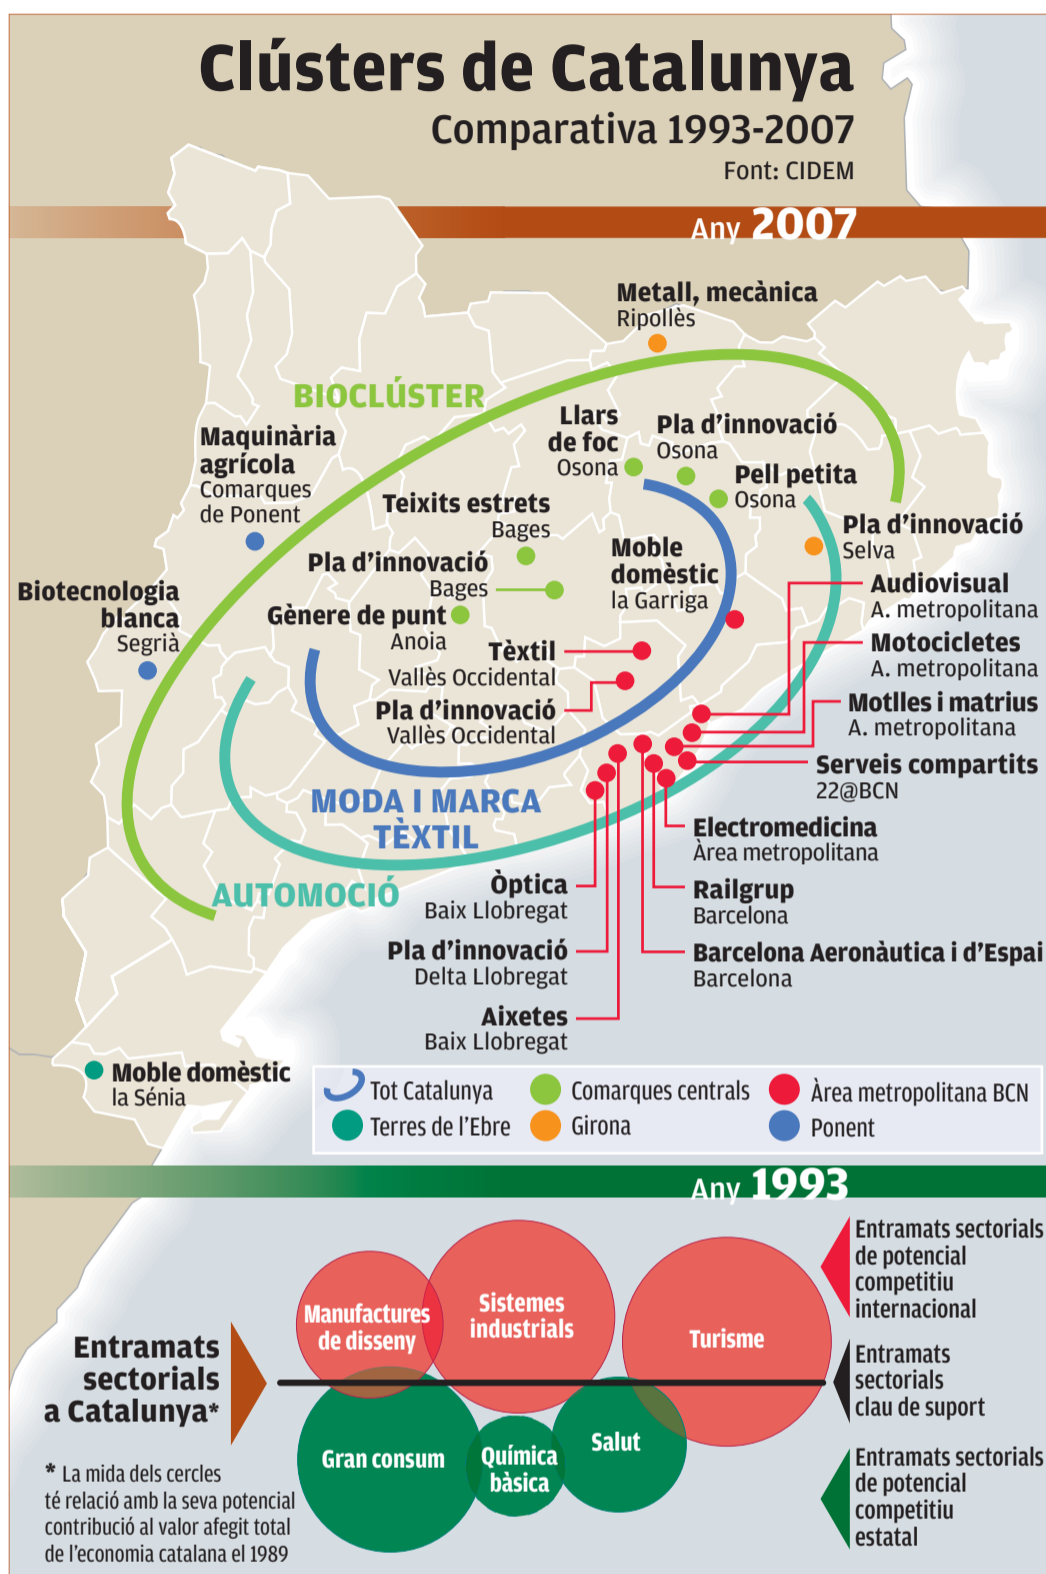 Clústers de Catalunya
Comparativa 1993-2007
Font: CIDEM
Any 2007
Metall, mecànica
Ripollès
BIOCLÚSTER
Llars
de foc
Osona
Pla d'innovació
Osona
Pell petita
Osona
Maquinària
agrícola
Comarques
de Ponent
Teixits estrets
Bages
Pla d'innovació
Bages
Gènere de punt
Anoia
Moble
domèstic
la Garriga
Pla d'innovació
Selva
Biotecnologia
blanca
Segrià
Audiovisual
A. metropolitana
Tèxtil
Vallès Occidental
Motocicletes
A. metropolitana
Pla d'innovació
Vallès Occidental
Motlles i matrius
A. metropolitana
Serveis compartits
22@BCN
MODA I MARCA
TÈXTIL
Electromedicina
Àrea metropolitana
AUTOMOCIÓ
Òptica
Baix Llobregat
Railgrup
Barcelona
Pla d'innovació
Delta Llobregat
Barcelona Aeronàutica i d'Espai
Barcelona
Aixetes
Baix Llobregat
Moble domèstic
la Sénia
Tot Catalunya
Comarques centrals
Àrea metropolitana BCN
Terres de l'Ebre
Girona
Ponent
Any 1993
Entramats sectorials
de potencial
competitiu
internacional
Manufactures
de disseny
Sistemes
industrials
Turisme
Entramats
sectorials
a Catalunya*
Entramats
sectorials
clau de suport
Gran consum
Química
bàsica
Salut
Entramats sectorials
de potencial
competitiu
estatal
* La mida dels cercles
té relació amb la seva potencial
contribució al valor afegit total
de l'economia catalana el 1989